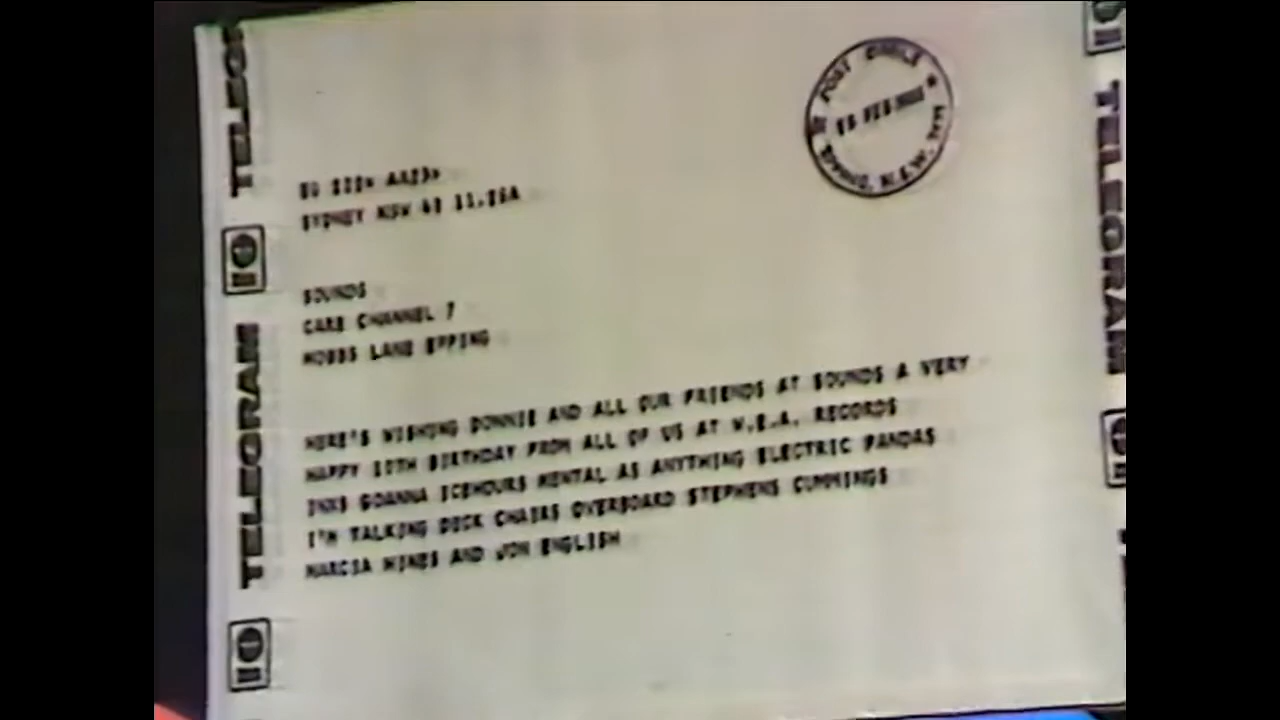 TELEGRAM
SYDNEY NSW
SOUNDS
CARE CHANNEL 7
HOBBS LANE EPPING
HERE'S WISHING DONNIE AND ALL OUR FRIENDS AT SOUNDS A VERY
HAPPY 10TH BIRTHDAY FROM ALL OF US AT W.E.A. RECORDS
INXS GOANNA ICEHOURS MENTAL AS ANYTHING ELECTRIC PANDAS
I'M TALKING DECK CHAIRS OVERBOARD STEPHENS CUMMINGS
MARCIA HINES AND JON ENGLISH
TELEGRAM